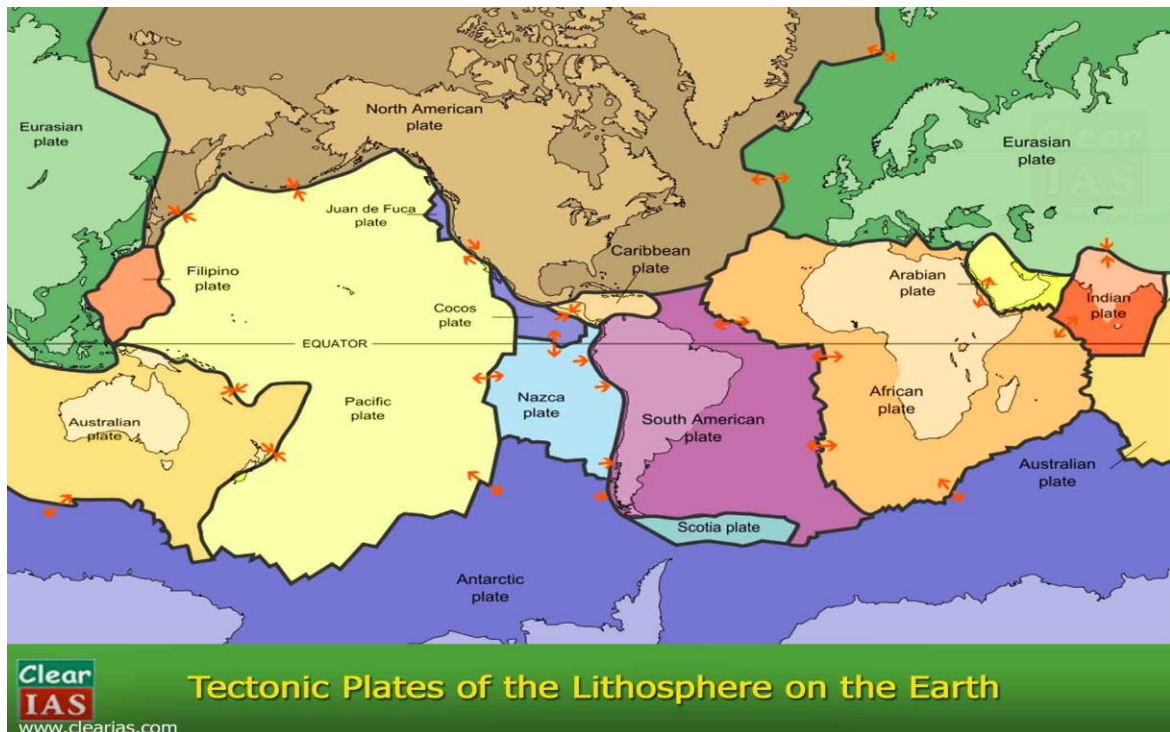 North American
plate
Eurasian
plate
Eurasian
plate
Clear
IAS
Juan de Fuca
plate
Caribbean
plate
Filipino
plate
Arabian
plate
Cocos
plate
Indian
plate
EQUATOR
Nazca
plate
Pacific
plate
African
plate
South American
plate
Australian
plate
Australian
plate
Scotia plate
Antarctic
plate
Clear
IAS
www.clearias.com
Tectonic Plates of the Lithosphere on the Earth